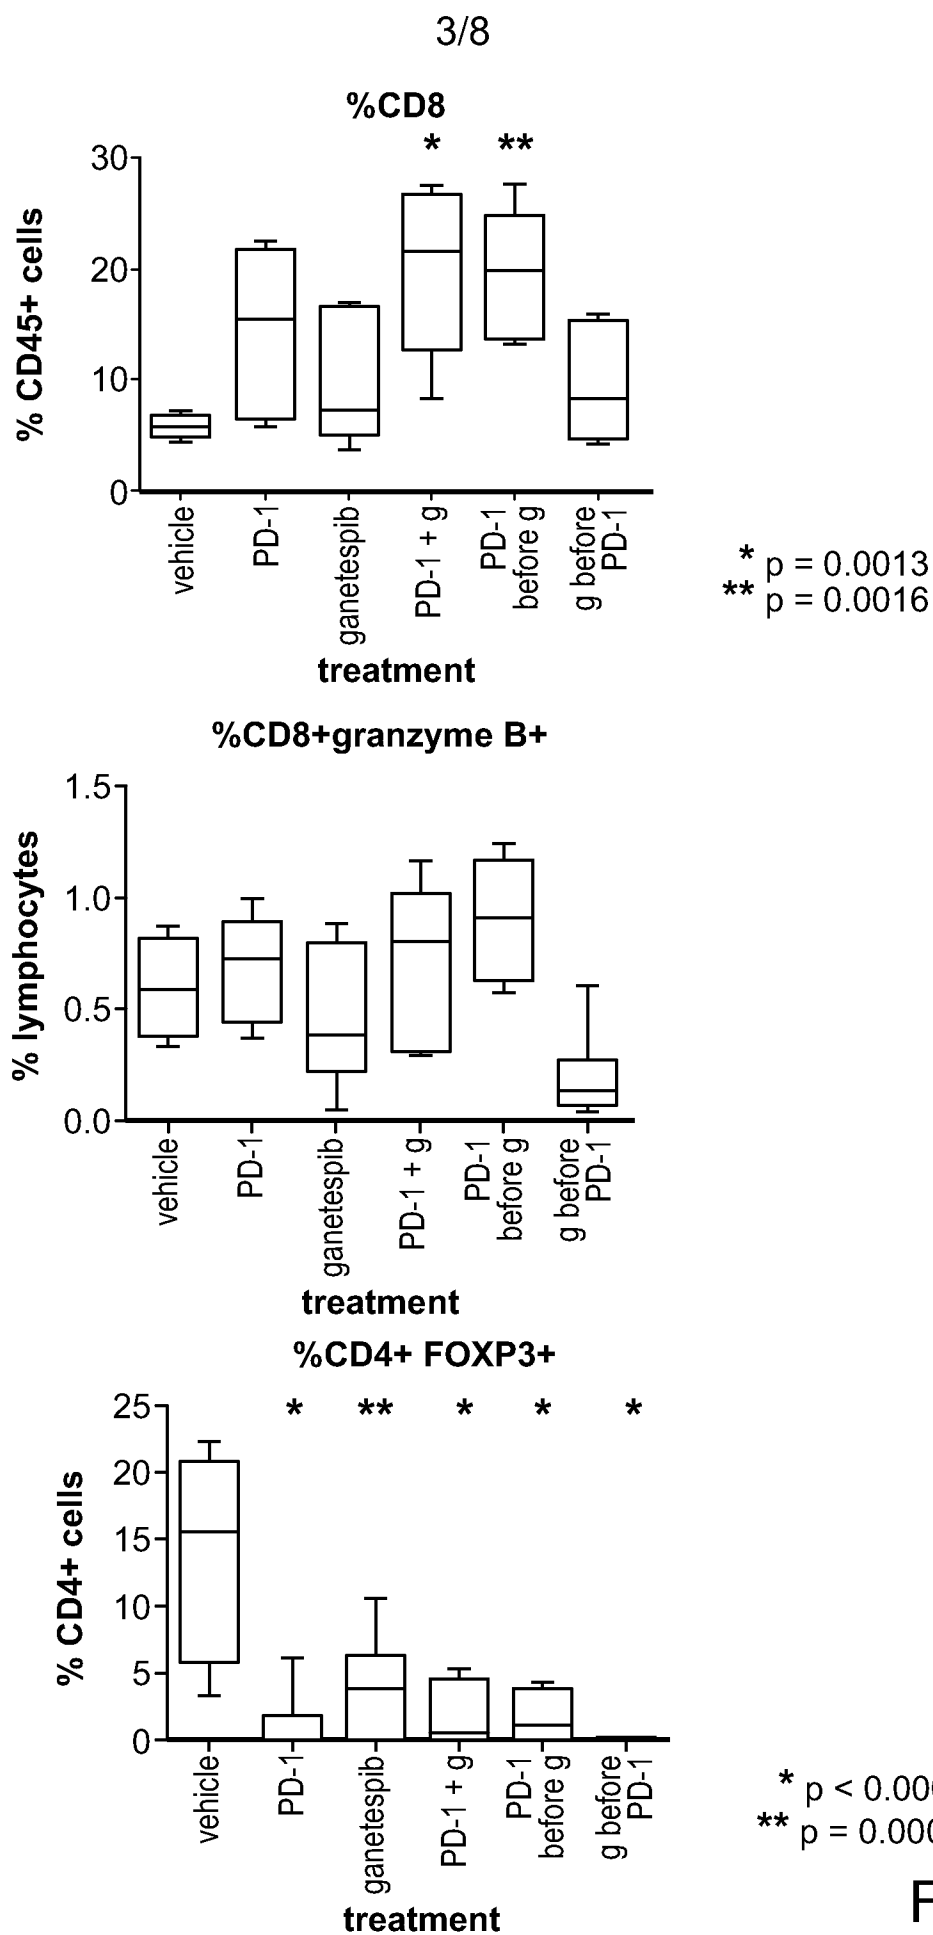 3/8
%CD8
* **
30
20
10
0
% CD45+ cells
vehicle
PD-1
ganetespib
PD-1 + g
PD-1
before g
g before
PD-1
treatment
* p = 0.0013
** p = 0.0016
%CD8+granzyme B+
1.5
1.0
0.5
0.0
% lymphocytes
vehicle
PD-1
ganetespib
PD-1 + g
PD-1
before g
g before
PD-1
treatment
%CD4+ FOXP3+
* ** * * *
25
20
15
10
5
0
% CD4+ cells
vehicle
PD-1
ganetespib
PD-1 + g
PD-1
before g
g before
PD-1
treatment
* p <
** p =
F